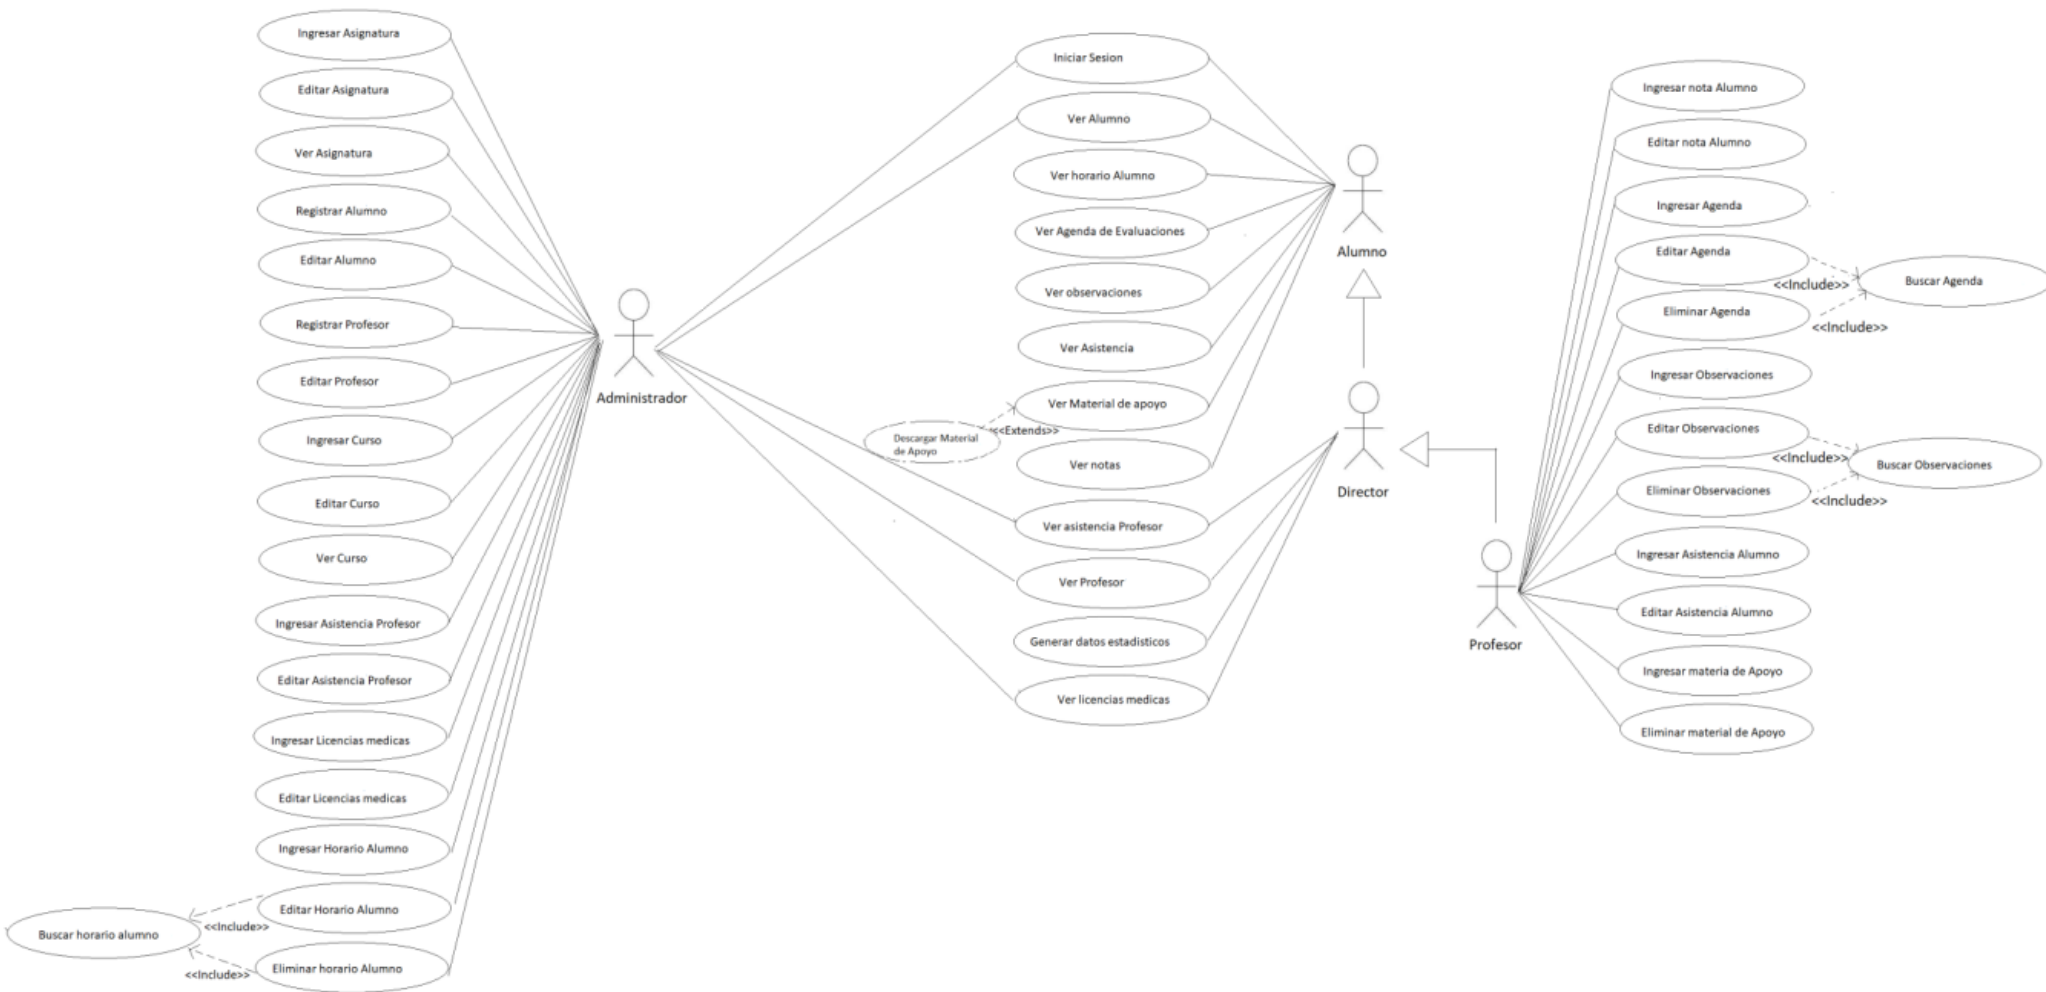 Ingresar Asignatura
Editar Asignatura
Ver Asignatura
Registrar Alumno
Editar Alumno
Registrar Profesor
Editar Profesor
Ingresar Curso
Editar Curso
Ver Curso
Ingresar Asistencia Profesor
Editar Asistencia Profesor
Ingresar Licencias medicas
Editar Licencias medicas
Ingresar Horario Alumno
Editar Horario Alumno
<<Include>>
Buscar horario alumno
Eliminar horario Alumno
<<Include>>
Administrador
Iniciar Sesion
Ver Alumno
Ver horario Alumno
Ver Agenda de Evaluaciones
Ver observaciones
Ver Asistencia
Ver Material de apoyo
<<Extends>>
Descargar Material
de Apoyo
Ver notas
Ver asistencia Profesor
Ver Profesor
Generar datos estadisticos
Ver licencias medicas
Alumno
Director
Profesor
Ingresar nota Alumno
Editar nota Alumno
Ingresar Agenda
Editar Agenda
<<Include>>
Buscar Agenda
Eliminar Agenda
<<Include>>
Ingresar Observaciones
Editar Observaciones
<<Include>>
Buscar Observaciones
Eliminar Observaciones
<<Include>>
Ingresar Asistencia Alumno
Editar Asistencia Alumno
Ingresar materia de Apoyo
Eliminar material de Apoyo